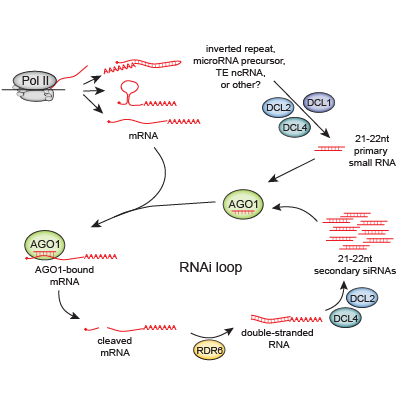 Pol II
inverted repeat,
microRNA precursor,
TE ncRNA,
or other?
DCL1
DCL2
DCL4
mRNA
21-22nt
primary
small RNA
AGO1
AGO1
AGO1-bound
mRNA
RNAi loop
21-22nt
secondary siRNAs
DCL2
DCL4
cleaved
mRNA
RDR6
double-stranded
RNA